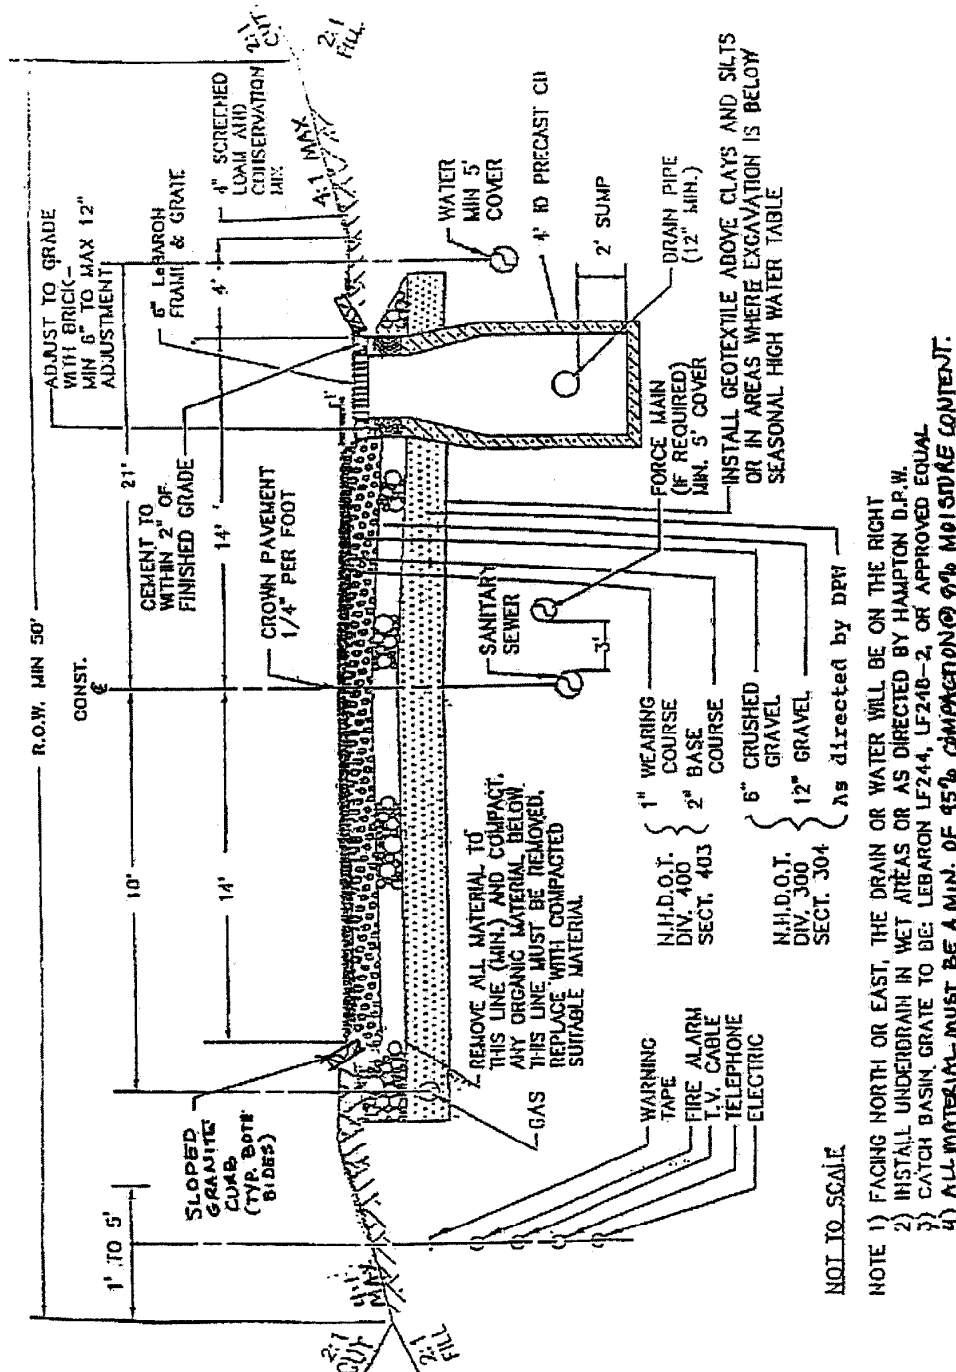 R.O.W. MIN 50'
CONST.
21'
10'
14'
14'
4'
1' TO 5'
ADJUST TO GRADE
WITH BRICK-
MIN 6" TO MAX 12"
ADJUSTMENT
CEMENT TO
WITHIN 2" OF
FINISHED GRADE
6" LeBARON
FRAME & GRATE
4" SCREENED
LOAM AND
CONSERVATION
MIX
4:1 MAX
2:1
CUT
2:1
FILL
CROWN PAVEMENT
1/4" PER FOOT
1'
SLOPED
GRANITE
CURB
(TYP. BOTH
SIDES)
4:1
MAX
2:1
CUT
2:1
FILL
WATER
MIN 5'
COVER
4' ID PRECAST CB
2' SUMP
DRAIN PIPE
(12" MIN.)
REMOVE ALL MATERIAL TO
THIS LINE (MIN.) AND COMPACT.
ANY ORGANIC MATERIAL BELOW
THIS LINE MUST BE REMOVED.
REPLACE WITH COMPACTED
SUITABLE MATERIAL
GAS
SANITARY
SEWER
3'
FORCE MAIN
(IF REQUIRED)
MIN. 5' COVER
INSTALL GEOTEXTILE ABOVE CLAYS AND SILTS
OR IN AREAS WHERE EXCAVATION IS BELOW
SEASONAL HIGH WATER TABLE
WARNING
TAPE
FIRE ALARM
T.V. CABLE
TELEPHONE
ELECTRIC
N.H.D.O.T.
DIV. 400
SECT. 403
1" WEARING
COURSE
2" BASE
COURSE
N.H.D.O.T.
DIV. 300
SECT. 304
6" CRUSHED
GRAVEL
12" GRAVEL
As directed by DPW
NOT TO SCALE
NOTE 1) FACING NORTH OR EAST, THE DRAIN OR WATER WILL BE ON THE RIGHT
2) INSTALL UNDERDRAIN IN WET AREAS OR AS DIRECTED BY HAMPTON D.P.W.
3) CATCH BASIN GRATE TO BE: LEBARON LF244, LF248-2, OR APPROVED EQUAL
4) ALL MATERIAL MUST BE A MIN. OF 95% COMPACTION @ 9% MOISTURE CONTENT.